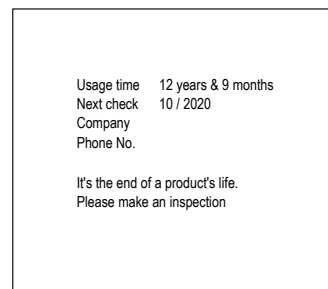 Usage time 12 years & 9 months
Next check 10 / 2020
Company
Phone No.
It's the end of a product's life.
Please make an inspection